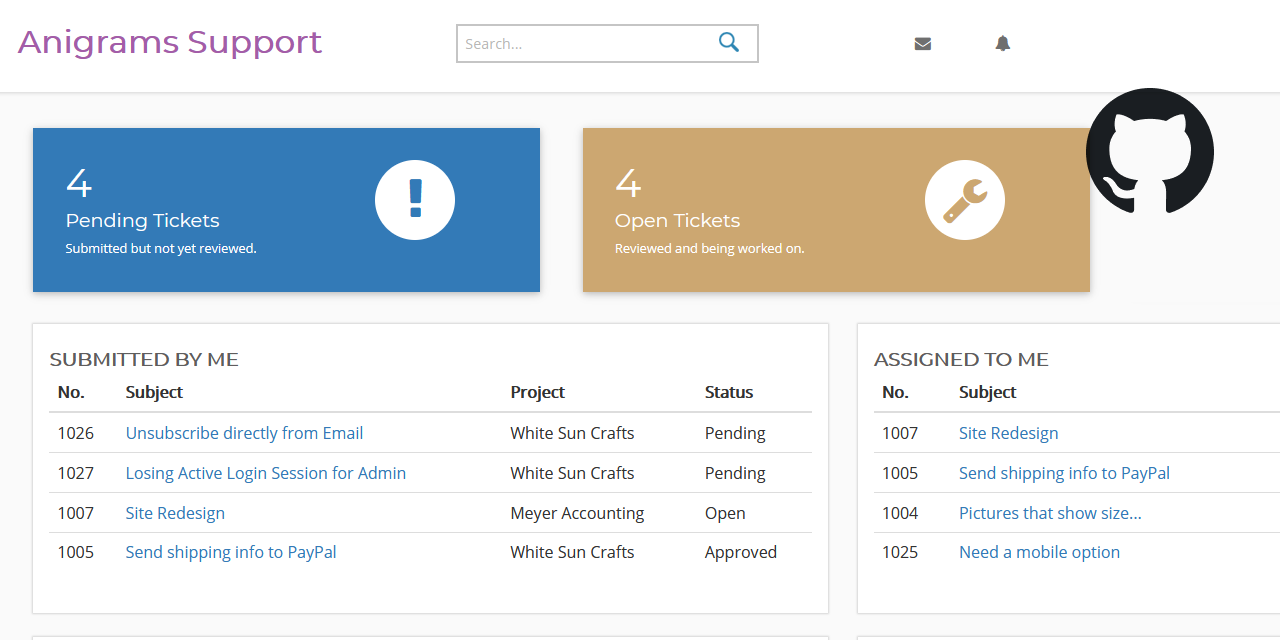 Anigrams Support
Search...
4
Pending Tickets
Submitted but not yet reviewed.
4
Open Tickets
Reviewed and being worked on.
SUBMITTED BY ME
No. Subject Project Status
1026 Unsubscribe directly from Email White Sun Crafts Pending
1027 Losing Active Login Session for Admin White Sun Crafts Pending
1007 Site Redesign Meyer Accounting Open
1005 Send shipping info to PayPal White Sun Crafts Approved
ASSIGNED TO ME
No. Subject
1007 Site Redesign
1005 Send shipping info to PayPal
1004 Pictures that show size...
1025 Need a mobile option